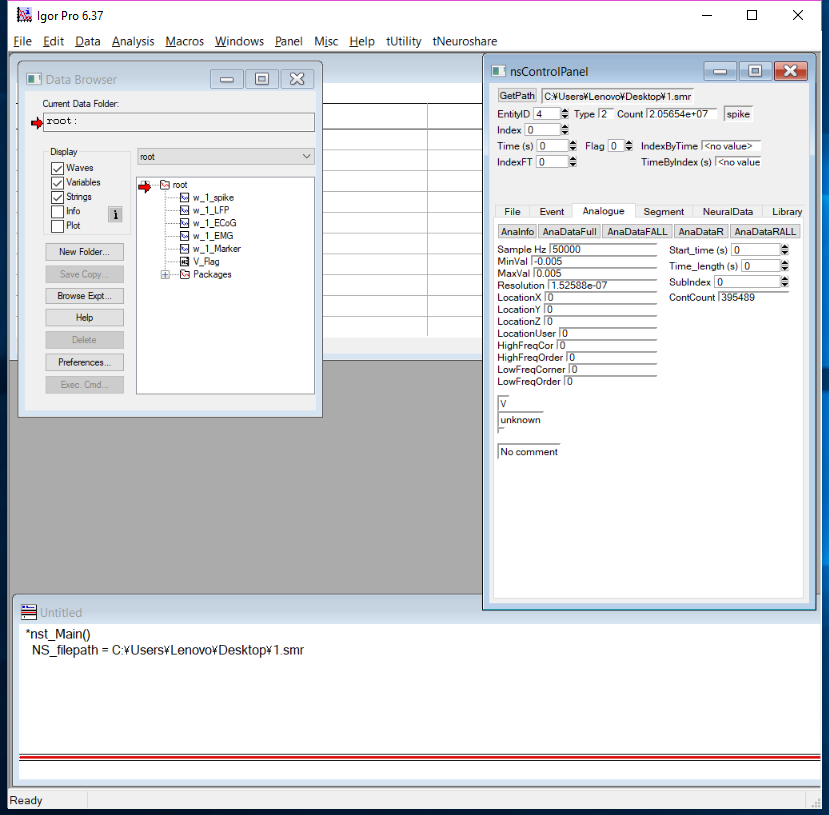 Igor Pro 6.37
File Edit Data Analysis Macros Windows Panel Misc Help tUtility tNeuroshare
Data Browser
Current Data Folder:
root:
Display
Waves
Variables
Strings
Info
Plot
i
New Folder...
Save Copy...
Browse Expt...
Help
Delete
Preferences...
Exec. Cmd...
root
root
w_1_spike
w_1_LFP
w_1_ECoG
w_1_EMG
w_1_Marker
V_Flag
Packages
nsControlPanel
GetPath C:¥Users¥Lenovo¥Desktop¥1.smr
EntityID 4 Type 2 Count 2.05654e+07 spike
Index 0
Time (s) 0 Flag 0 IndexByTime <no value>
IndexFT 0 TimeByIndex (s) <no value
File Event Analogue Segment NeuralData Library
AnaInfo AnaDataFull AnaDataFALL AnaDataR AnaDataRALL
Sample Hz 50000 Start_time (s) 0
MinVal -0.005 Time_length (s) 0
MaxVal 0.005 SubIndex 0
Resolution 1.52588e-07 ContCount 395489
LocationX 0
LocationY 0
LocationZ 0
LocationUser 0
HighFreqCor 0
HighFreqOrder 0
LowFreqCorner 0
LowFreqOrder 0
V
unknown
No comment
Untitled
*nst_Main()
NS_filepath = C:¥Users¥Lenovo¥Desktop¥1.smr
Ready